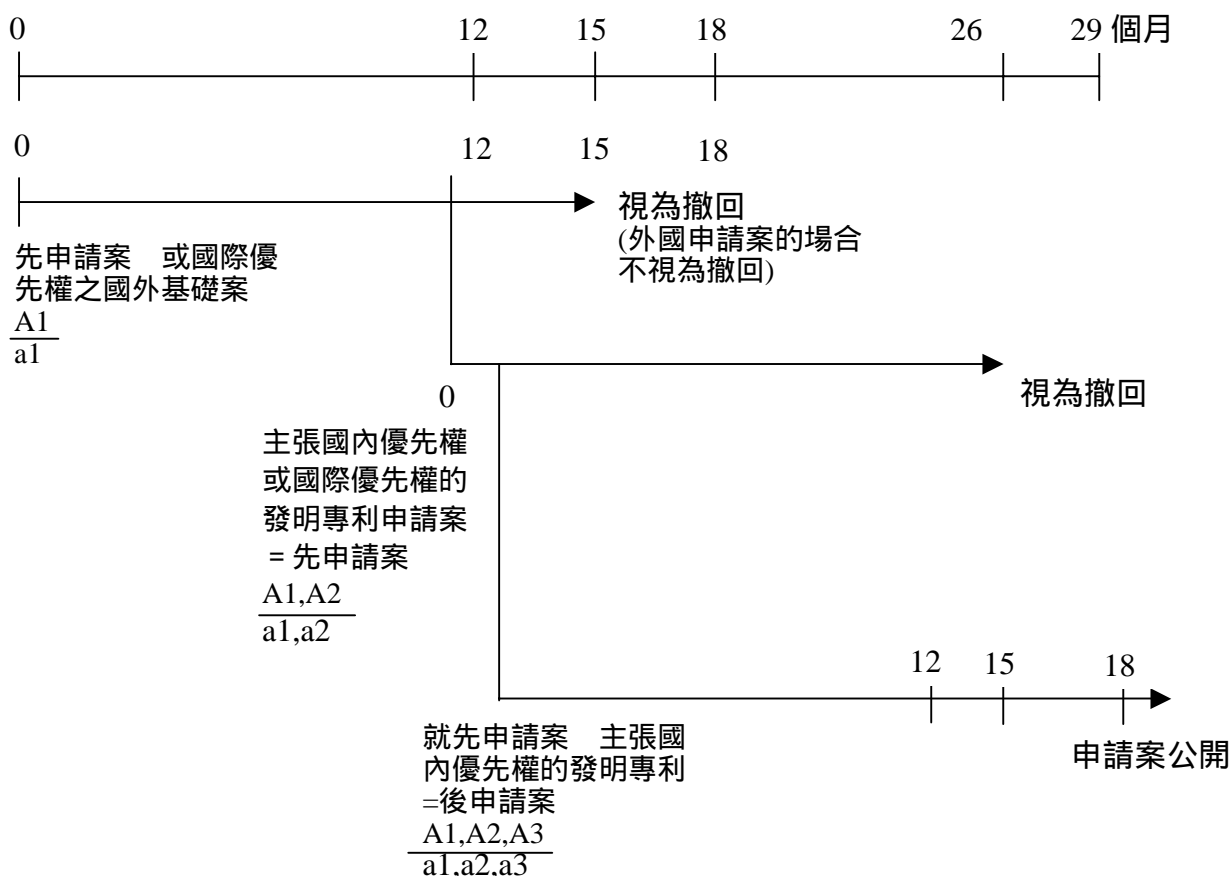 0 12 15 18 26 29 個月
0 12 15 18
視為撤回
(外國申請案的場合
不視為撤回)
先申請案 或國際優
先權之國外基礎案
A1
a1
視為撤回
0
主張國內優先權
或國際優先權的
發明專利申請案
= 先申請案
A1,A2
a1,a2
12 15 18
申請案公開
就先申請案 主張國
內優先權的發明專利
=後申請案
A1,A2,A3
a1,a2,a3